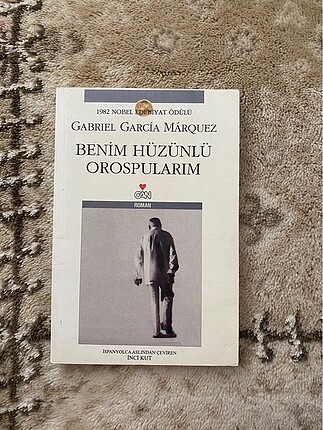 1982 NOBEL EDEBİYAT ÖDÜLÜ
GABRIEL GARCÍA MÁRQUEZ
BENİM HÜZÜNLÜ
OROSPULARIM
CAN
ROMAN
İSPANYOLCA ASLINDAN ÇEVİREN
İNCİ KUT